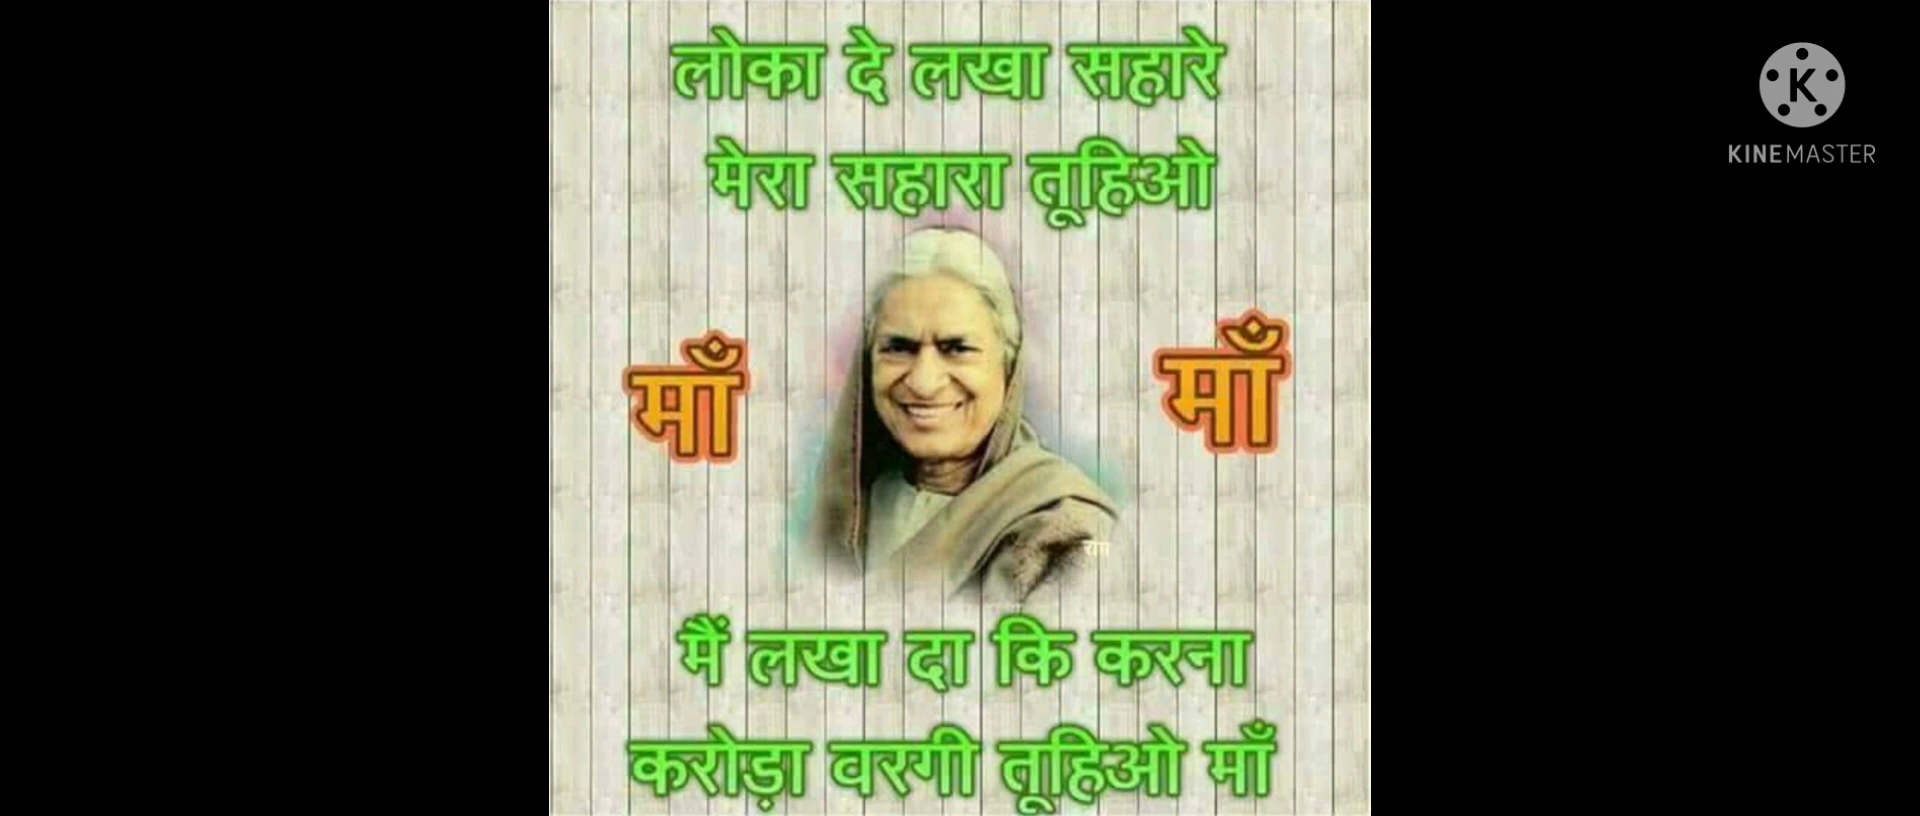 लोका दे लखा सहारे
मेरा सहारा तूहिओ
माँ
माँ
मैं लखा दा कि करना
करोड़ा वरगी तूहिओ माँ
K
KINEMASTER